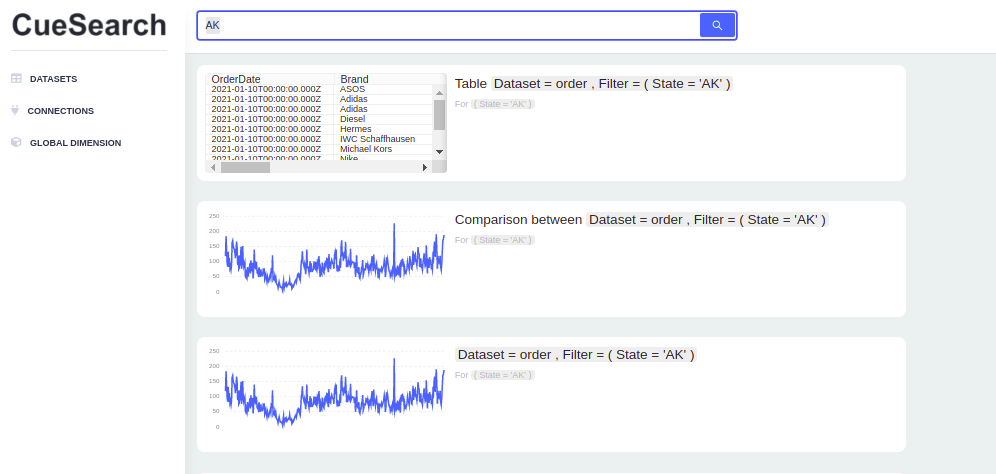 CueSearch
AK
DATASETS
CONNECTIONS
GLOBAL DIMENSION
OrderDate Brand
2021-01-10T00:00:00.000Z ASOS
2021-01-10T00:00:00.000Z Adidas
2021-01-10T00:00:00.000Z Adidas
2021-01-10T00:00:00.000Z Diesel
2021-01-10T00:00:00.000Z Hermes
2021-01-10T00:00:00.000Z IWC Schaffhausen
2021-01-10T00:00:00.000Z Michael Kors
2021-01-10T00:00:00.000Z Nike
Table Dataset = order , Filter = ( State = 'AK' )
For ( State = 'AK' )
250
200
150
100
50
0
Comparison between Dataset = order , Filter = ( State = 'AK' )
For ( State = 'AK' )
250
200
150
100
50
0
Dataset = order , Filter = ( State = 'AK' )
For ( State = 'AK' )